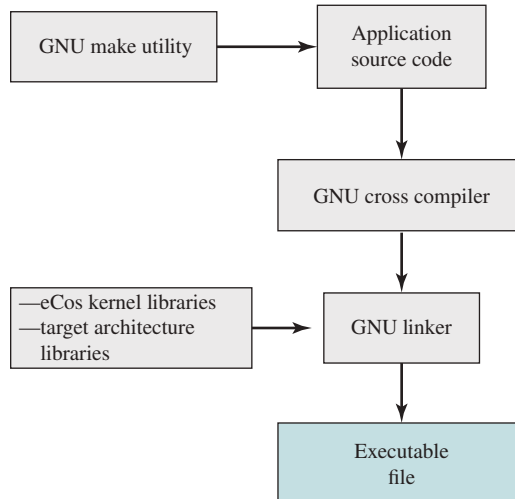 GNU make utility
Application
source code
GNU cross compiler
—eCos kernel libraries
—target architecture
libraries
GNU linker
Executable
file